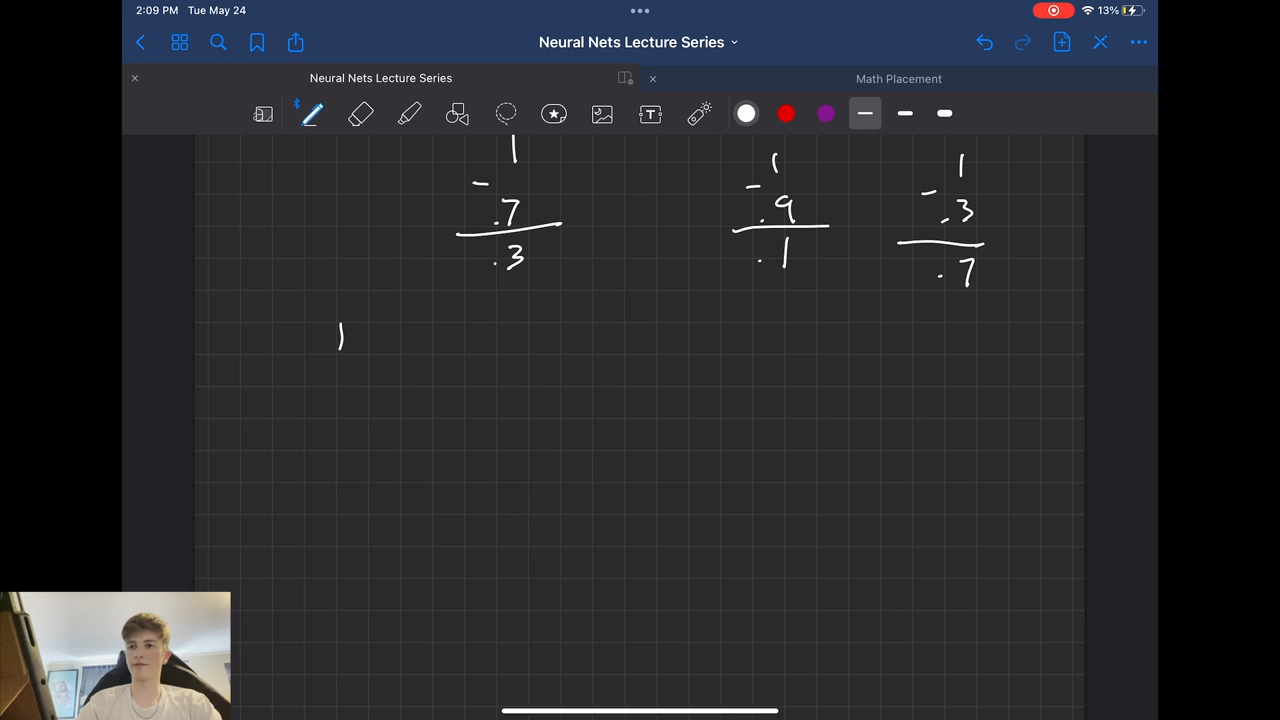 2:09 PM Tue May 24
13%
Neural Nets Lecture Series
Neural Nets Lecture Series
Math Placement
T
1
- .7
.3
1
- .9
.1
1
- .3
.7
1